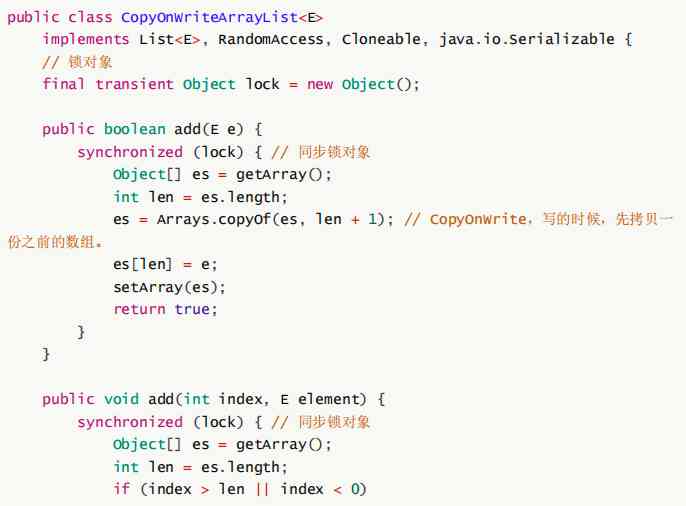 public class CopyOnWriteArrayList<E>
    implements List<E>, RandomAccess, Cloneable, java.io.Serializable {
    // 锁对象
    final transient Object lock = new Object();

    public boolean add(E e) {
        synchronized (lock) { // 同步锁对象
            Object[] es = getArray();
            int len = es.length;
            es = Arrays.copyOf(es, len + 1); // CopyOnWrite，写的时候，先拷贝一
份之前的数组。
            es[len] = e;
            setArray(es);
            return true;
        }
    }

    public void add(int index, E element) {
        synchronized (lock) { // 同步锁对象
            Object[] es = getArray();
            int len = es.length;
            if (index > len || index < 0)